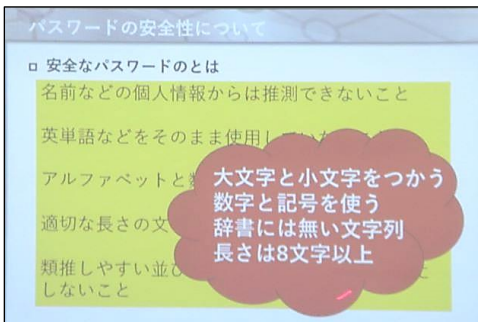 パスワードの安全性について
安全なパスワードのとは
名前などの個人情報からは推測できないこと
英単語などをそのまま使用して
アルファベットと
適切な長さの文
類推しやすい並び
しないこと
大文字と小文字をつかう
数字と記号を使う
辞書には無い文字列
長さは8文字以上